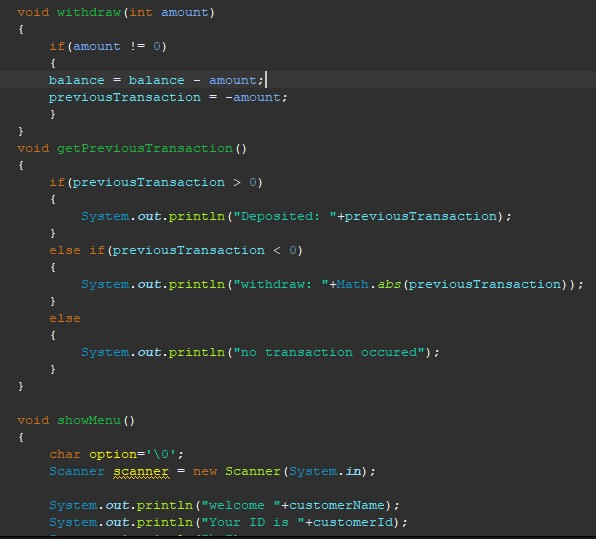 void withdraw(int amount)
{
if(amount != 0)
{
balance = balance - amount;
previousTransaction = -amount;
}
}
void getPreviousTransaction()
{
if(previousTransaction > 0)
{
System.out.println("Deposited: "+previousTransaction);
}
else if(previousTransaction < 0)
{
System.out.println("withdraw: "+Math.abs(previousTransaction));
}
else
{
System.out.println("no transaction occured");
}
}
void showMenu()
{
char option='\0';
Scanner scanner = new Scanner(System.in);
System.out.println("welcome "+customerName);
System.out.println("Your ID is "+customerId);